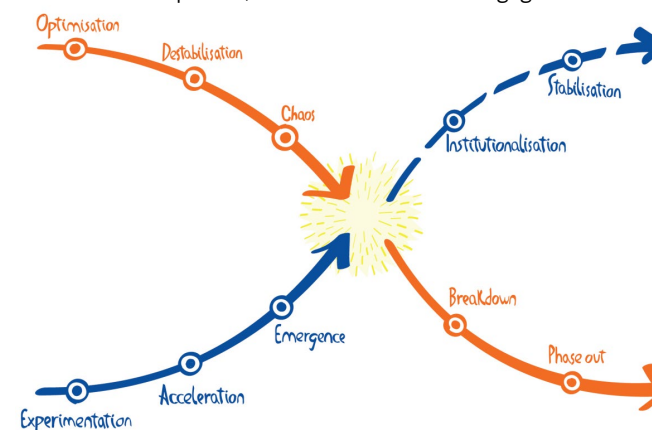 Optimisation
Destabilisation
Chaos
Stabilisation
Institutionalisation
Breakdown
Emergence
Phase out
Acceleration
Experimentation